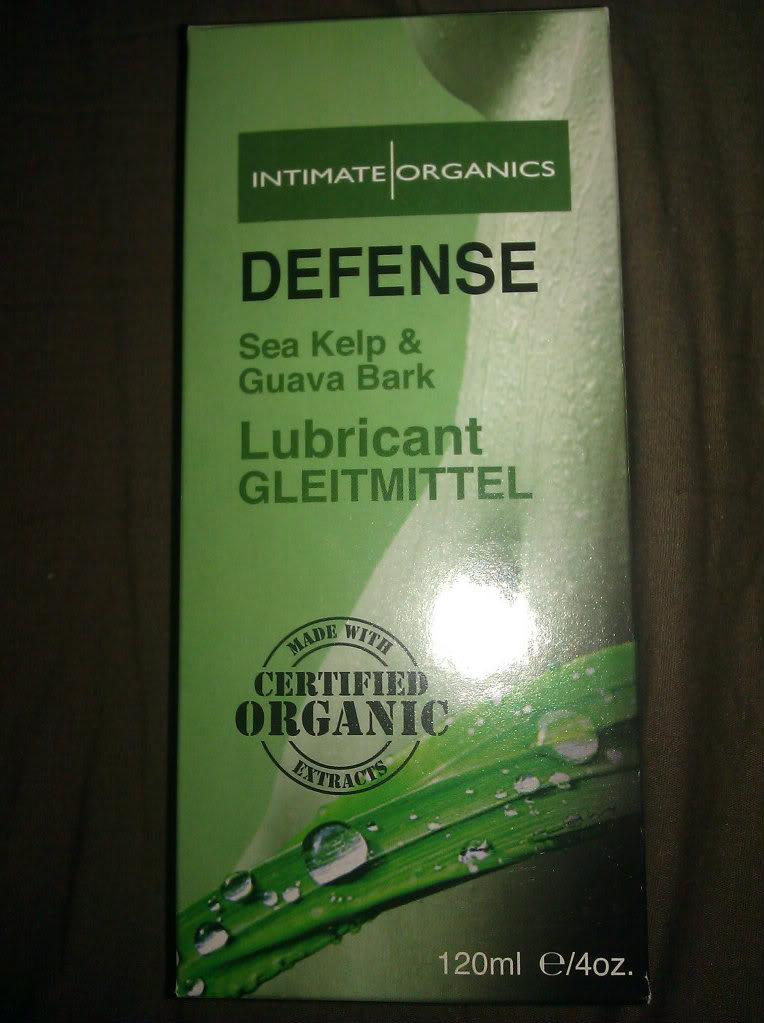 INTIMATE ORGANICS
DEFENSE
Sea Kelp &
Guava Bark
Lubricant
GLEITMITTEL
MADE WITH
CERTIFIED
ORGANIC
EXTRACTS
120ml ℮/4oz.